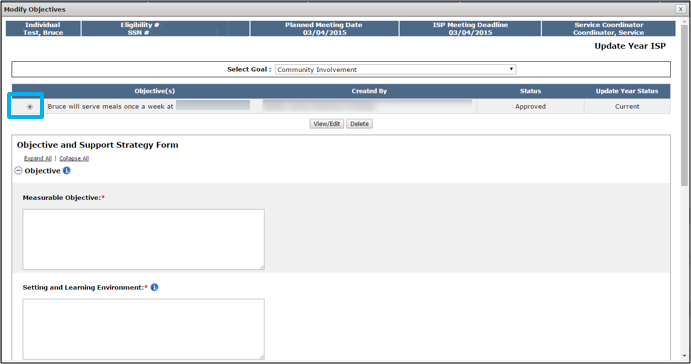 Modify Objectives X
Individual Eligibility # Planned Meeting Date ISP Meeting Deadline Service Coordinator
Test, Bruce SSN # 03/04/2015 03/04/2015 Coordinator, Service
Update Year ISP
Select Goal : Community Involvement
Objective(s) Created By Status Update Year Status
Bruce will serve meals once a week at Approved Current
View/Edit Delete
Objective and Support Strategy Form
Expand All | Collapse All
Objective i
Measurable Objective:*
Setting and Learning Environment:* i